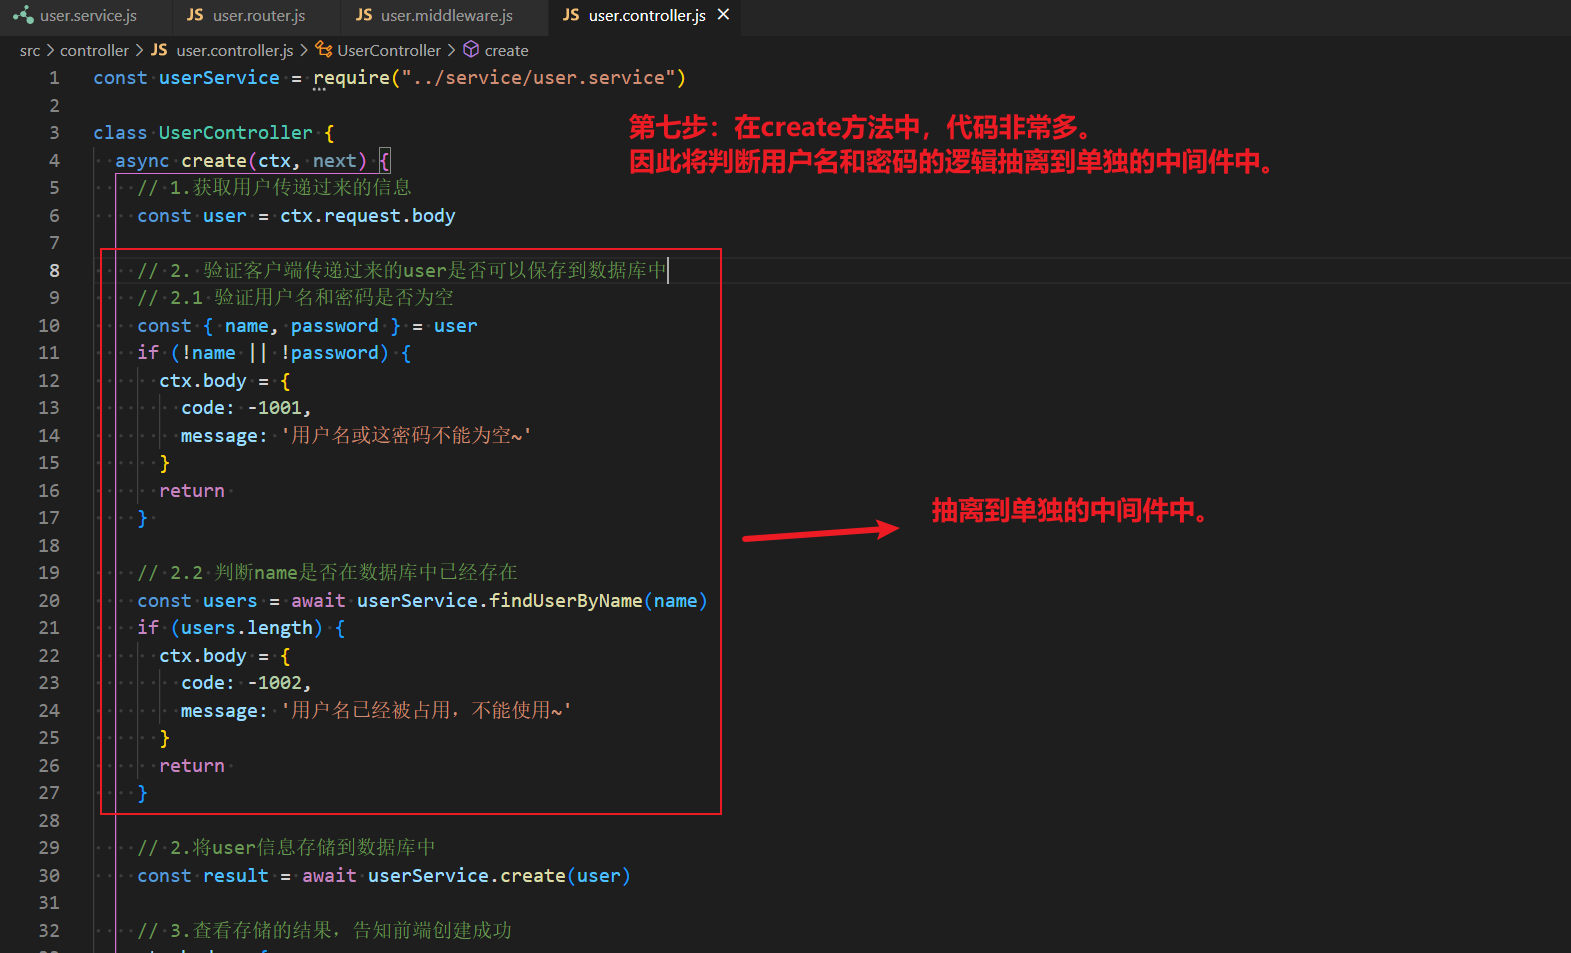 user.service.js JS user.router.js JS user.middleware.js JS user.controller.js
src > controller > JS user.controller.js > UserController > create
1 const userService = require("../service/user.service")
2
3 class UserController {
第七步：在create方法中，代码非常多。
4 async create(ctx, next) {
因此将判断用户名和密码的逻辑抽离到单独的中间件中。
5 // 1.获取用户传递过来的信息
6 const user = ctx.request.body
7
8 // 2. 验证客户端传递过来的user是否可以保存到数据库中
9 // 2.1 验证用户名和密码是否为空
10 const { name, password } = user
11 if (!name || !password) {
12 ctx.body = {
13 code: -1001,
14 message: '用户名或这密码不能为空~'
15 }
16 return
抽离到单独的中间件中。
17 }
18
19 // 2.2 判断name是否在数据库中已经存在
20 const users = await userService.findUserByName(name)
21 if (users.length) {
22 ctx.body = {
23 code: -1002,
24 message: '用户名已经被占用，不能使用~'
25 }
26 return
27 }
28
29 // 2.将user信息存储到数据库中
30 const result = await userService.create(user)
31
32 // 3.查看存储的结果，告知前端创建成功